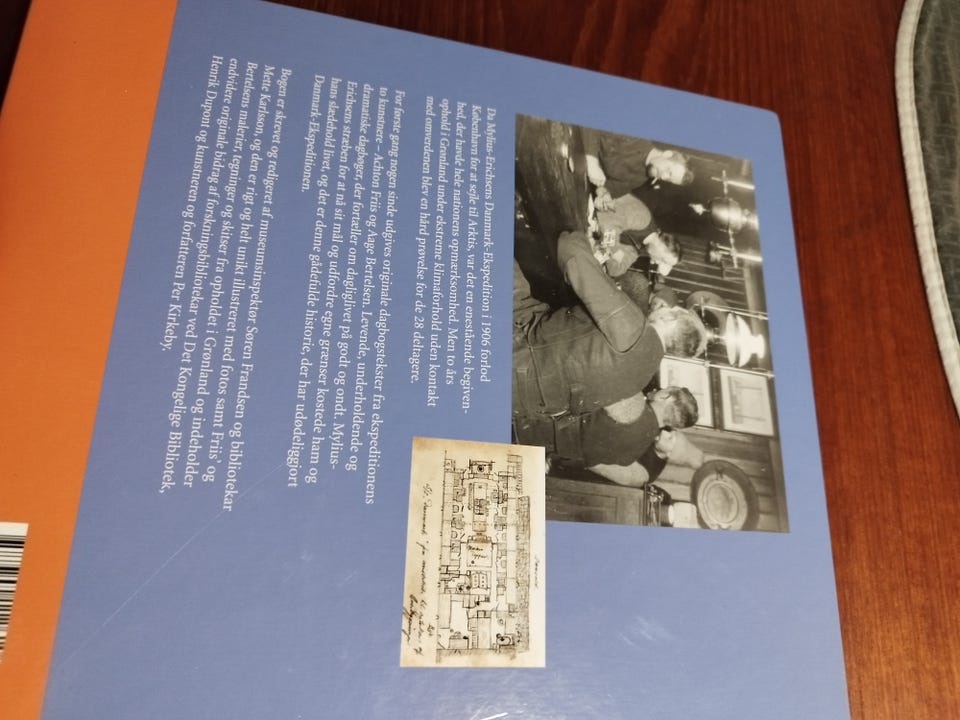 Da Mylius-Erichsens Danmark-Ekspedition i 1906 forlod
København for at sejle til Arktis, var det en enestående begiven-
hed, der havde hele nationens opmærksomhed. Men to års
ophold i Grønland under ekstreme klimaforhold uden kontakt
med omverdenen blev en hård prøvelse for de 28 deltagere.
For første gang nogen sinde udgives originale dagbogstekster fra ekspeditionens
to kunstnere – Achton Friis og Aage Bertelsen. Levende, underholdende og
dramatiske dagbøger, der fortæller om dagliglivet på godt og ondt. Mylius-
Erichsens stræben for at nå sit mål og udfordre egne grænser kostede ham og
hans slædehold livet, og det er denne gådefulde historie, der har udødeliggjort
Danmark-Ekspeditionen.
Bogen er skrevet og redigeret af museumsinspektør Søren Frandsen og bibliotekar
Mette Karlsson, og den er rigt og helt unikt illustreret med fotos samt Friis' og
Bertelsens malerier, tegninger og skitser fra opholdet i Grønland og indeholder
endvidere originale bidrag af forskningsbibliotekar ved Det Kongelige Bibliotek,
Henrik Dupont og kunstneren og forfatteren Per Kirkeby.